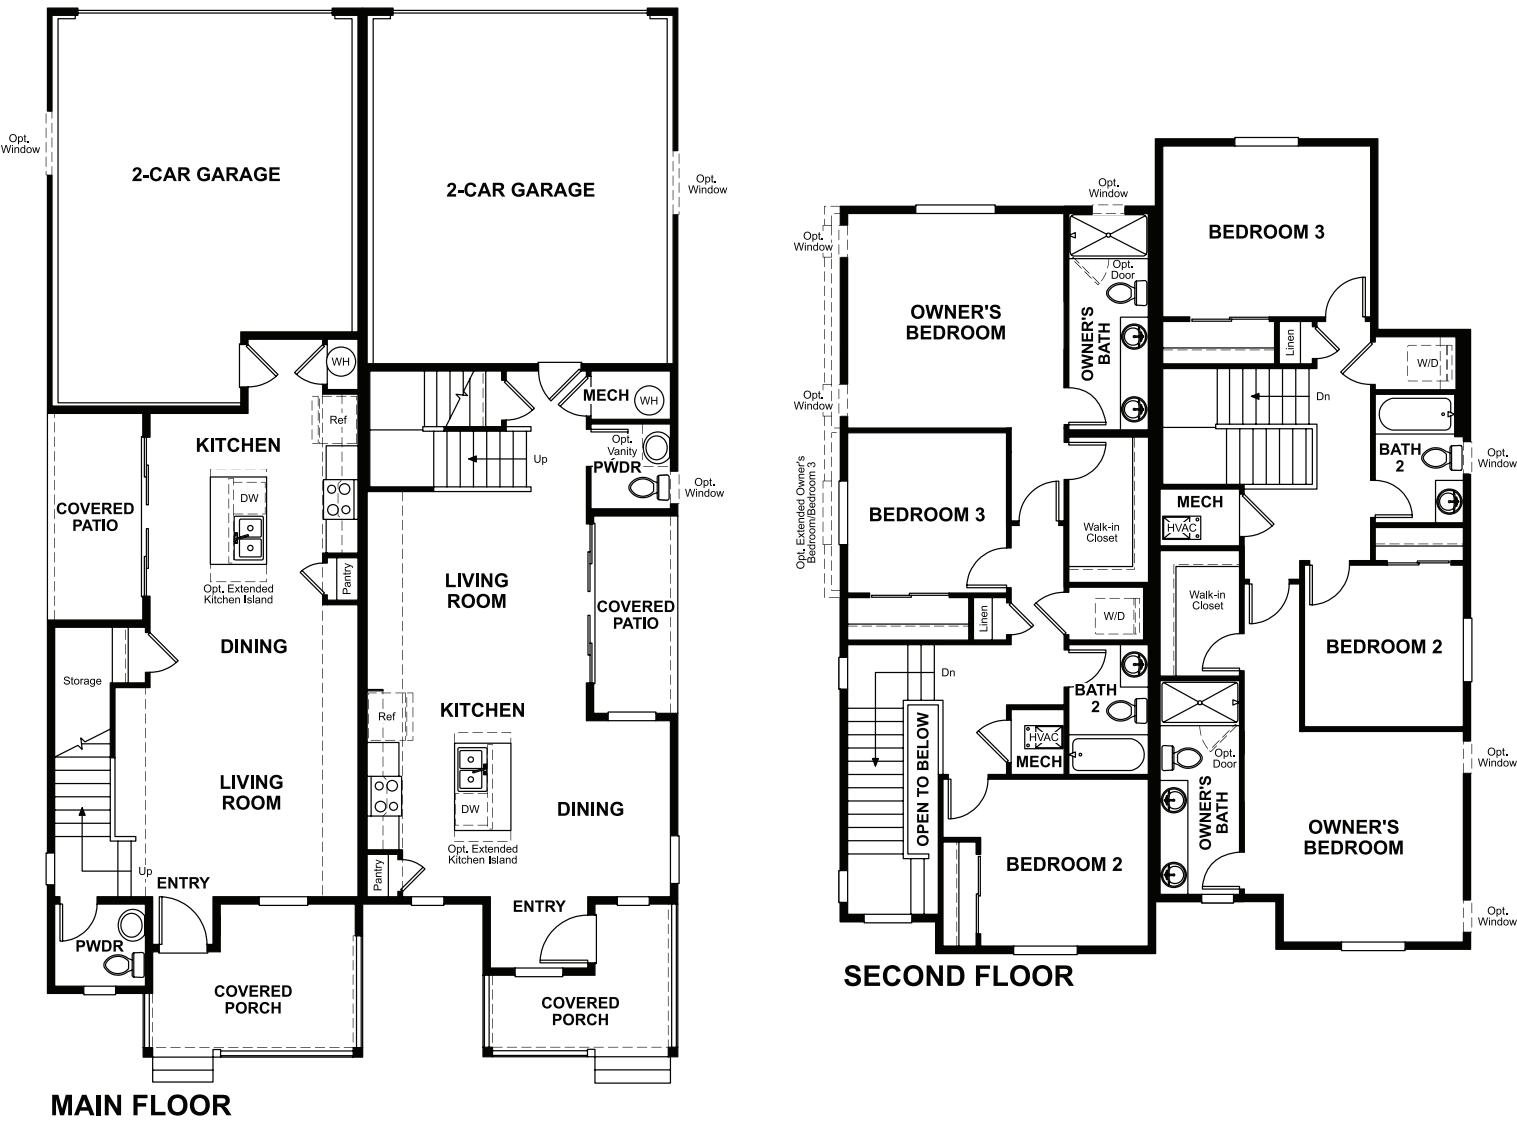 Opt.
Window
2-CAR GARAGE
2-CAR GARAGE
Opt.
Window
WH
Ref
KITCHEN
DW
COVERED
PATIO
Opt. Extended
Kitchen Island
Pantry
DINING
Storage
LIVING
ROOM
Up
ENTRY
PWDR
COVERED
PORCH
MECH
WH
Opt.
Vanity
PWDR
Up
Opt.
Window
LIVING
ROOM
COVERED
PATIO
Ref
KITCHEN
DW
DINING
Opt. Extended
Kitchen Island
Pantry
ENTRY
COVERED
PORCH
MAIN FLOOR
Opt.
Window
Opt.
Window
OWNER'S
BEDROOM
Opt.
Door
OWNER'S
BATH
Opt.
Window
Opt. Extended Owner's
Bedroom/Bedroom 3
BEDROOM 3
Walk-in
Closet
Linen
W/D
Dn
BATH
2
OPEN TO BELOW
HVAC
MECH
BEDROOM 2
SECOND FLOOR
BEDROOM 3
Linen
W/D
Dn
BATH
2
Opt.
Window
MECH
HVAC
Walk-in
Closet
BEDROOM 2
Opt.
Door
OWNER'S
BATH
Opt.
Window
OWNER'S
BEDROOM
Opt.
Window